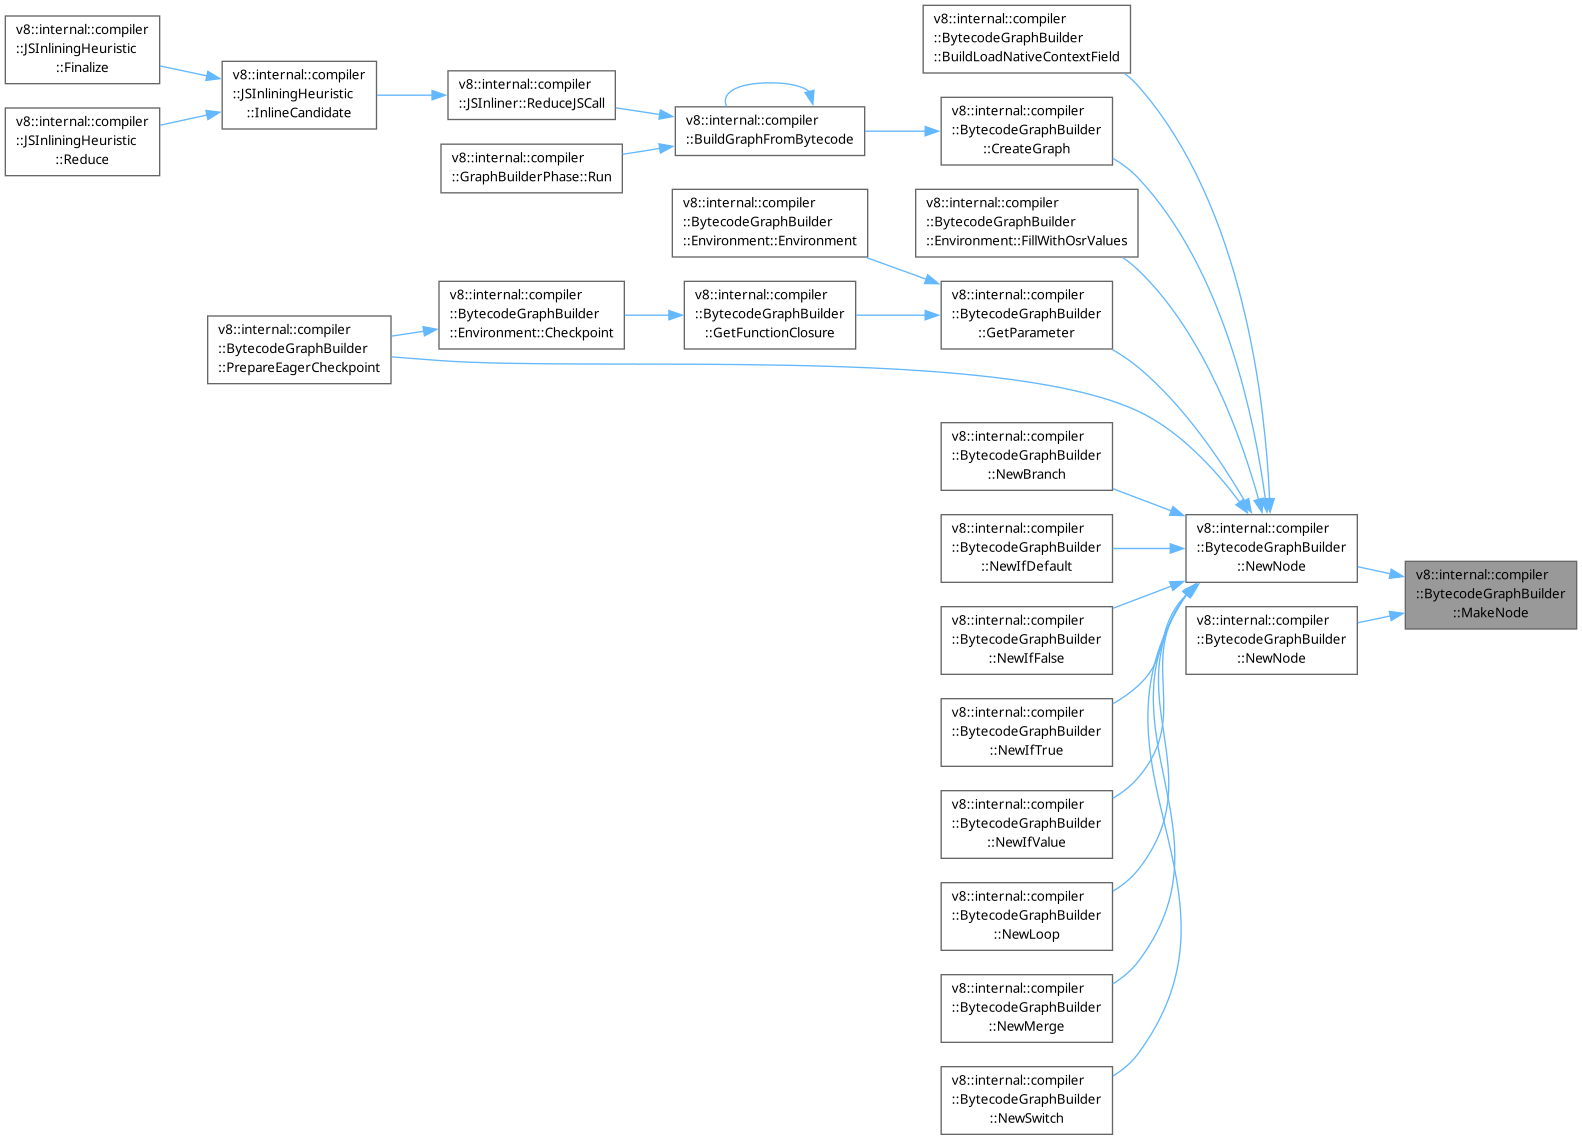 v8::internal::compiler
::JSInliningHeuristic
::Finalize
v8::internal::compiler
::JSInliningHeuristic
::Reduce
v8::internal::compiler
::JSInliningHeuristic
::InlineCandidate
v8::internal::compiler
::JSInliner::ReduceJSCall
v8::internal::compiler
::GraphBuilderPhase::Run
v8::internal::compiler
::BuildGraphFromBytecode
v8::internal::compiler
::BytecodeGraphBuilder
::BuildLoadNativeContextField
v8::internal::compiler
::BytecodeGraphBuilder
::CreateGraph
v8::internal::compiler
::BytecodeGraphBuilder
::Environment::Environment
v8::internal::compiler
::BytecodeGraphBuilder
::Environment::FillWithOsrValues
v8::internal::compiler
::BytecodeGraphBuilder
::PrepareEagerCheckpoint
v8::internal::compiler
::BytecodeGraphBuilder
::Environment::Checkpoint
v8::internal::compiler
::BytecodeGraphBuilder
::GetFunctionClosure
v8::internal::compiler
::BytecodeGraphBuilder
::GetParameter
v8::internal::compiler
::BytecodeGraphBuilder
::NewBranch
v8::internal::compiler
::BytecodeGraphBuilder
::NewIfDefault
v8::internal::compiler
::BytecodeGraphBuilder
::NewIfFalse
v8::internal::compiler
::BytecodeGraphBuilder
::NewIfTrue
v8::internal::compiler
::BytecodeGraphBuilder
::NewIfValue
v8::internal::compiler
::BytecodeGraphBuilder
::NewLoop
v8::internal::compiler
::BytecodeGraphBuilder
::NewMerge
v8::internal::compiler
::BytecodeGraphBuilder
::NewSwitch
v8::internal::compiler
::BytecodeGraphBuilder
::NewNode
v8::internal::compiler
::BytecodeGraphBuilder
::NewNode
v8::internal::compiler
::BytecodeGraphBuilder
::MakeNode